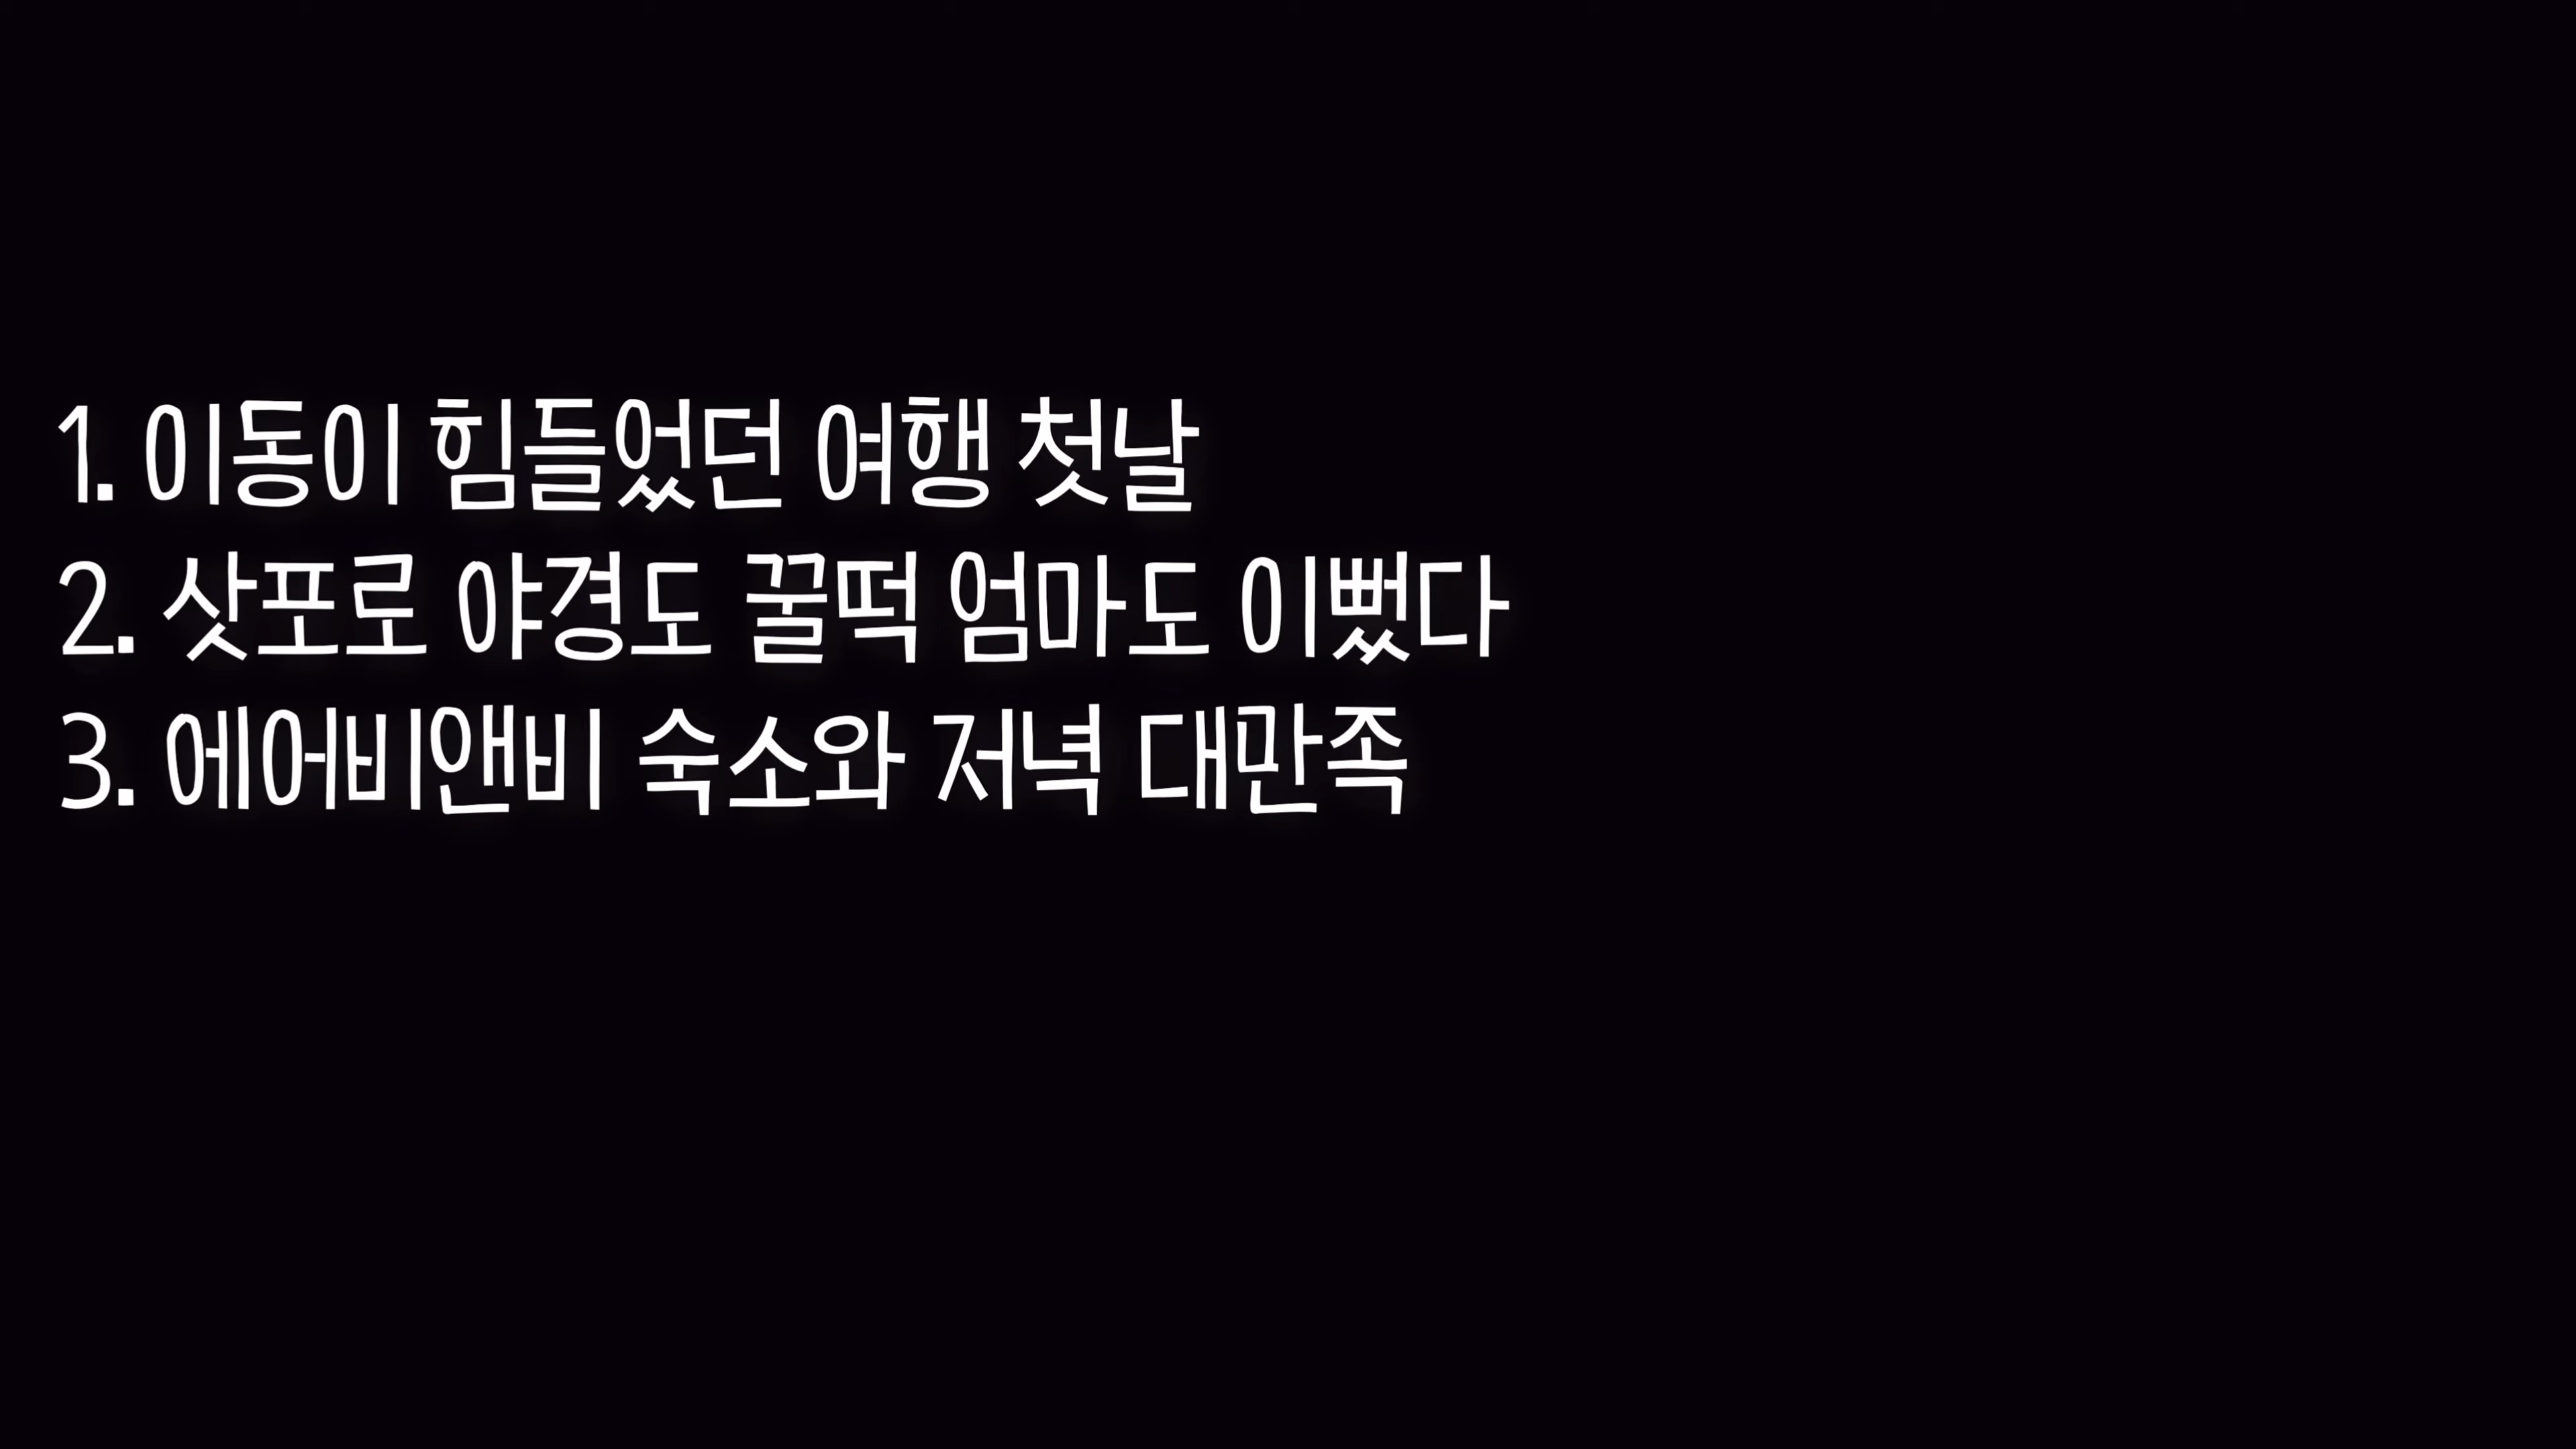 1. 이동이 힘들었던 여행 첫날
2. 삿포로 야경도 꿀떡 엄마도 이뻤다
3. 에어비앤비 숙소와 저녁 대만족